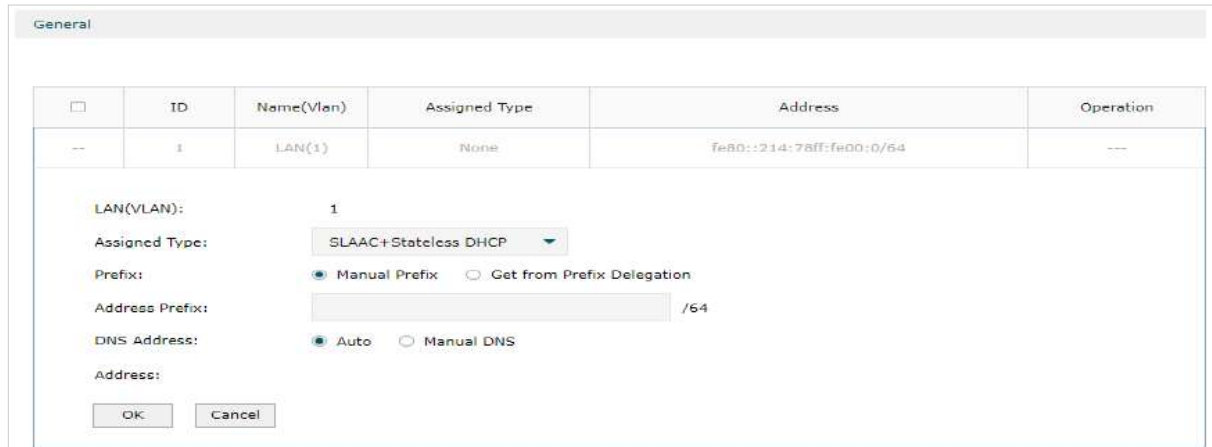 General
ID Name(Vlan) Assigned Type Address Operation
-- 1 LAN(1) None fe80::214:78ff:fe00:0/64 ---
LAN(VLAN): 1
Assigned Type: SLAAC+Stateless DHCP
Prefix: Manual Prefix Get from Prefix Delegation
Address Prefix: /64
DNS Address: Auto Manual DNS
Address:
OK Cancel